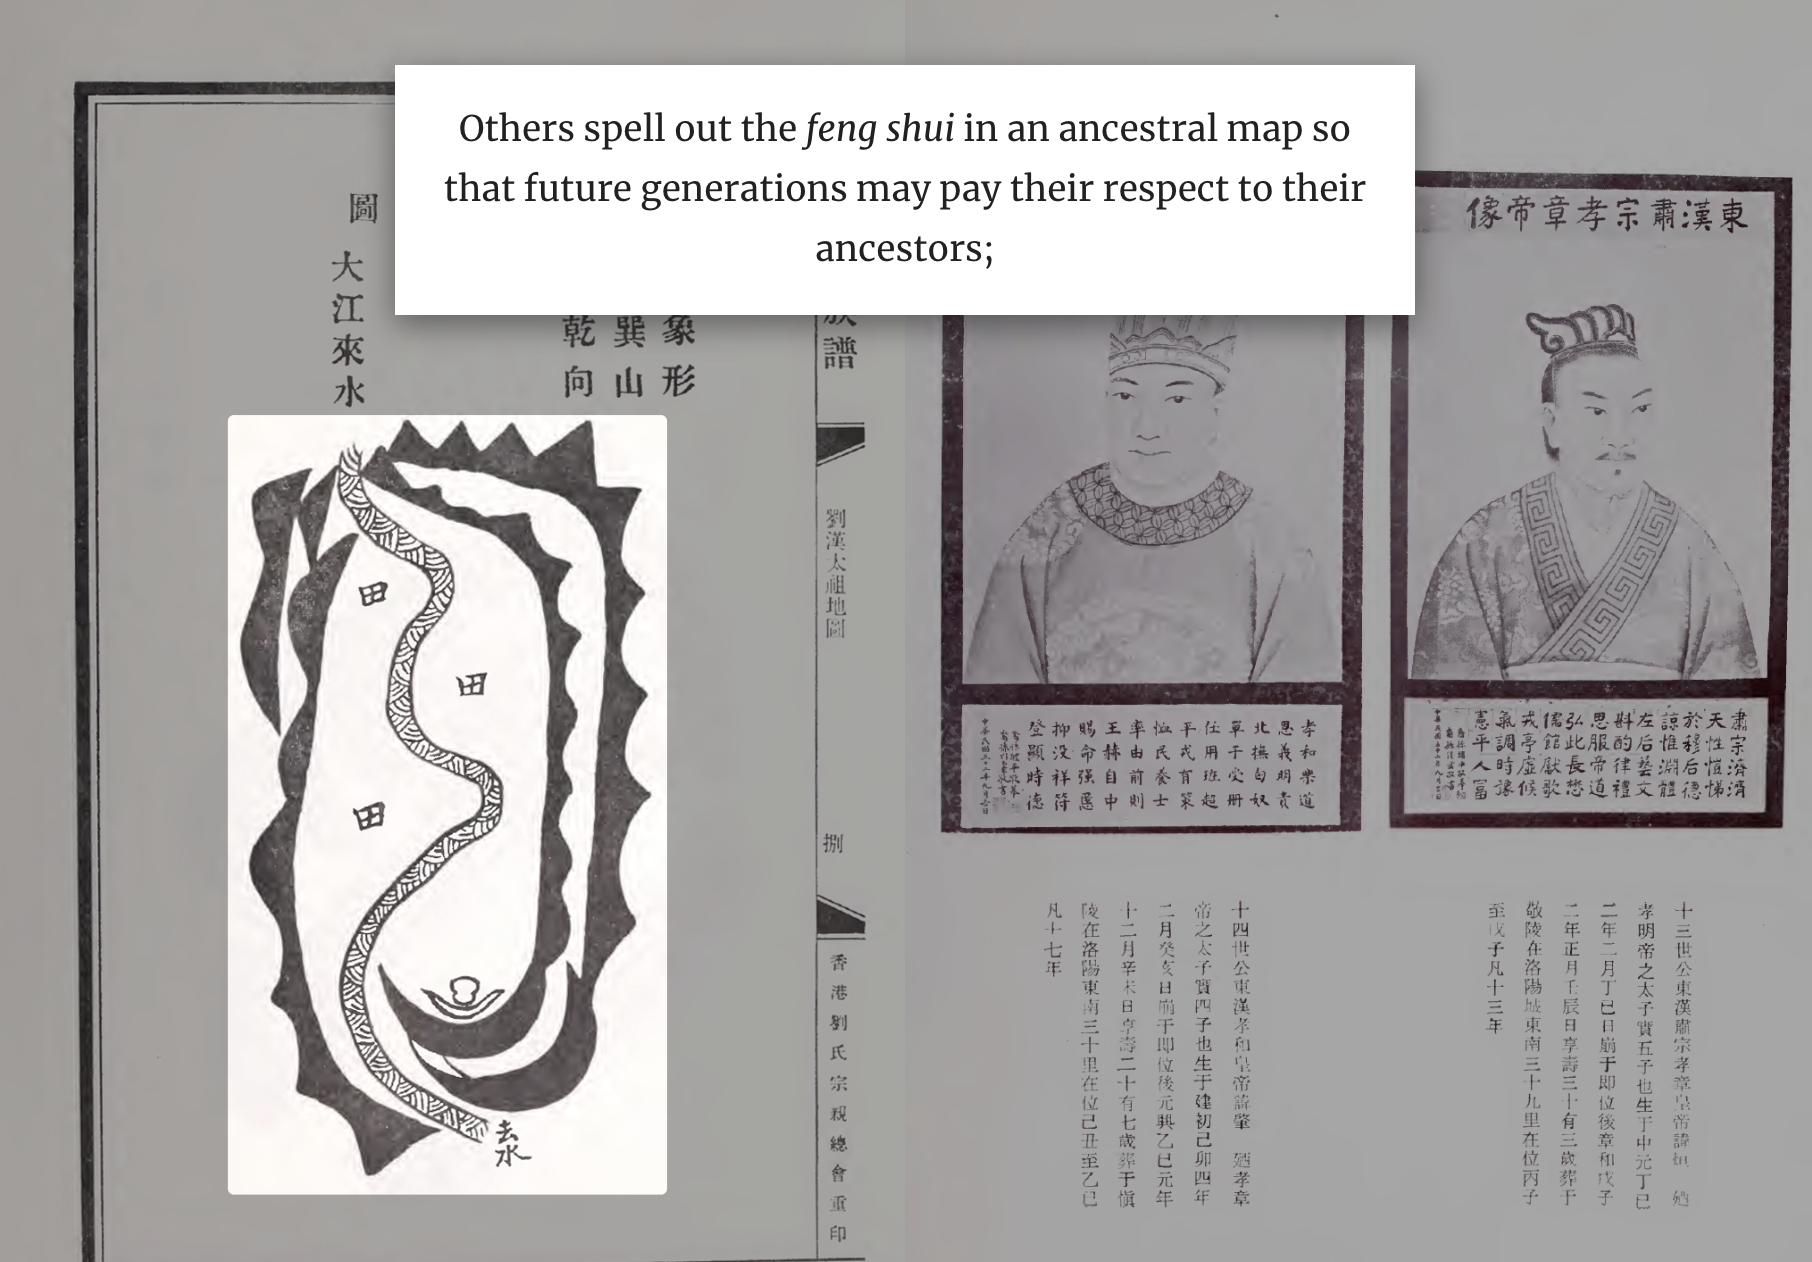 Others spell out the feng shui in an ancestral map so
that future generations may pay their respect to their
ancestors;
東漢肅宗孝章帝像
肅宗濟濟
天性愷悌
於穆后德
諒惟淵體
左后藝文
斟酌律禮
思服帝道
弘此長懋
儒館獻歌
戎亭虛候
氣調時豫
憲平人富
十三世公東漢肅宗孝章皇帝諱炟 廼
孝明帝之太子寶五子也生于中元丁巳
二年二月丁巳日崩于即位後章和戊子
二年正月壬辰日享壽三十有三歲葬于
敬陵在洛陽城東南三十九里在位丙子
至戊子凡十三年
孝和樂道
思義明貴
北撫匈奴
單于受冊
任用班超
平戎有策
恤民養士
率由前則
王赫自中
賜命强慝
抑没祥符
登顯時德
十四世公東漢孝和皇帝諱肇 廼孝章
帝之太子寶四子也生于建初己卯四年
二月癸亥日崩于即位後元興乙巳元年
十二月辛未日享壽二十有七歲葬于慎
陵在洛陽東南三十里在位己丑至乙巳
凡十七年
譜
劉漢太祖地圖
捌
香港劉氏宗親總會重印
象形
巽山
乾向
圖
大江來水
田
田
田
去水